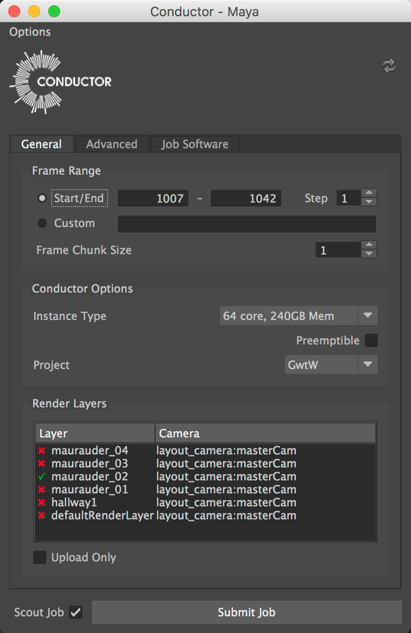 Conductor - Maya
Options
CONDUCTOR
General Advanced Job Software
Frame Range
Start/End 1007 - 1042 Step 1
Custom
Frame Chunk Size 1
Conductor Options
Instance Type 64 core, 240GB Mem
Preemptible
Project GwtW
Render Layers
Layer Camera
maurauder_04 layout_camera:masterCam
maurauder_03 layout_camera:masterCam
maurauder_02 layout_camera:masterCam
maurauder_01 layout_camera:masterCam
hallway1 layout_camera:masterCam
defaultRenderLayer layout_camera:masterCam
Upload Only
Scout Job Submit Job